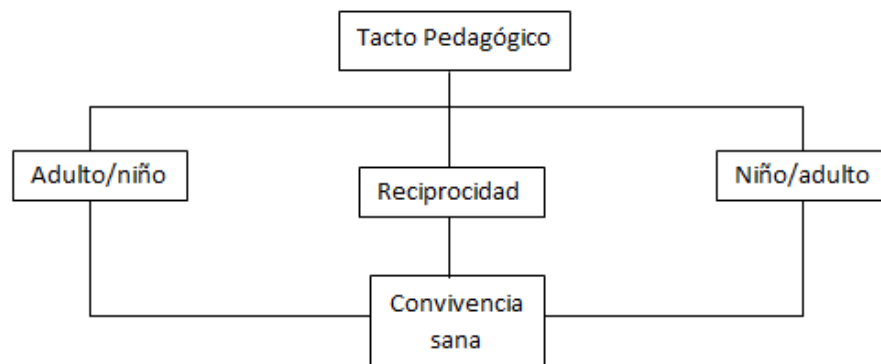 Tacto Pedagógico
Adulto/niño
Reciprocidad
Niño/adulto
Convivencia
sana